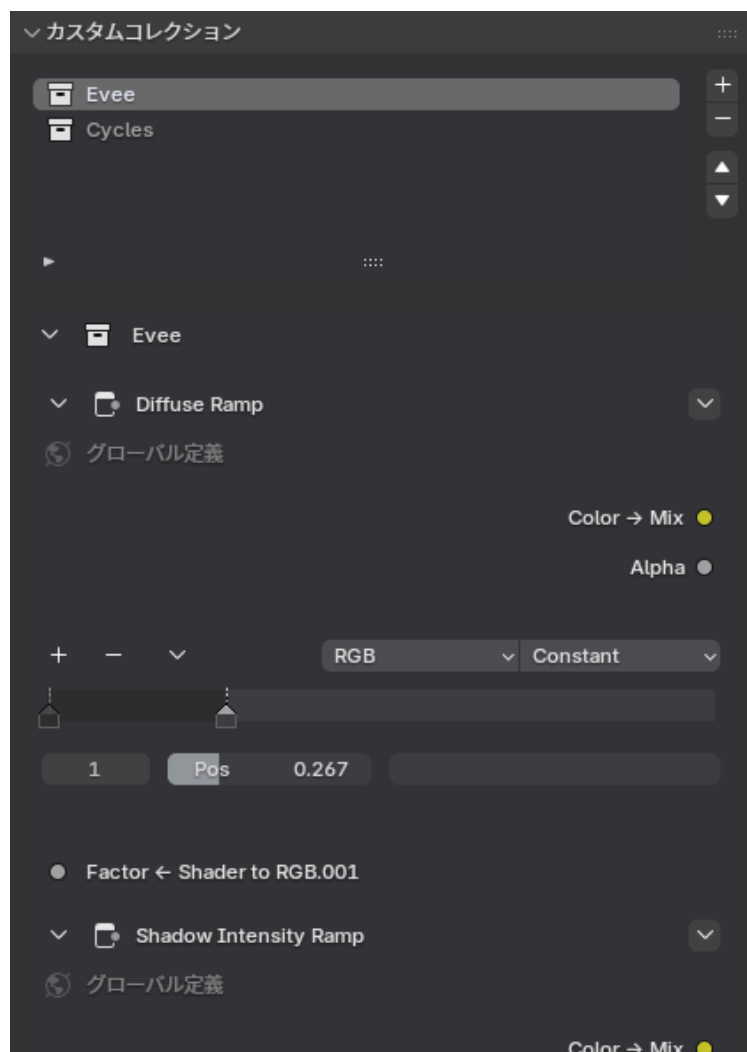 カスタムコレクション
Evee
Cycles
Evee
Diffuse Ramp
グローバル定義
Color → Mix
Alpha
RGB Constant
1 Pos 0.267
Factor ← Shader to RGB.001
Shadow Intensity Ramp
グローバル定義
Color → Mix